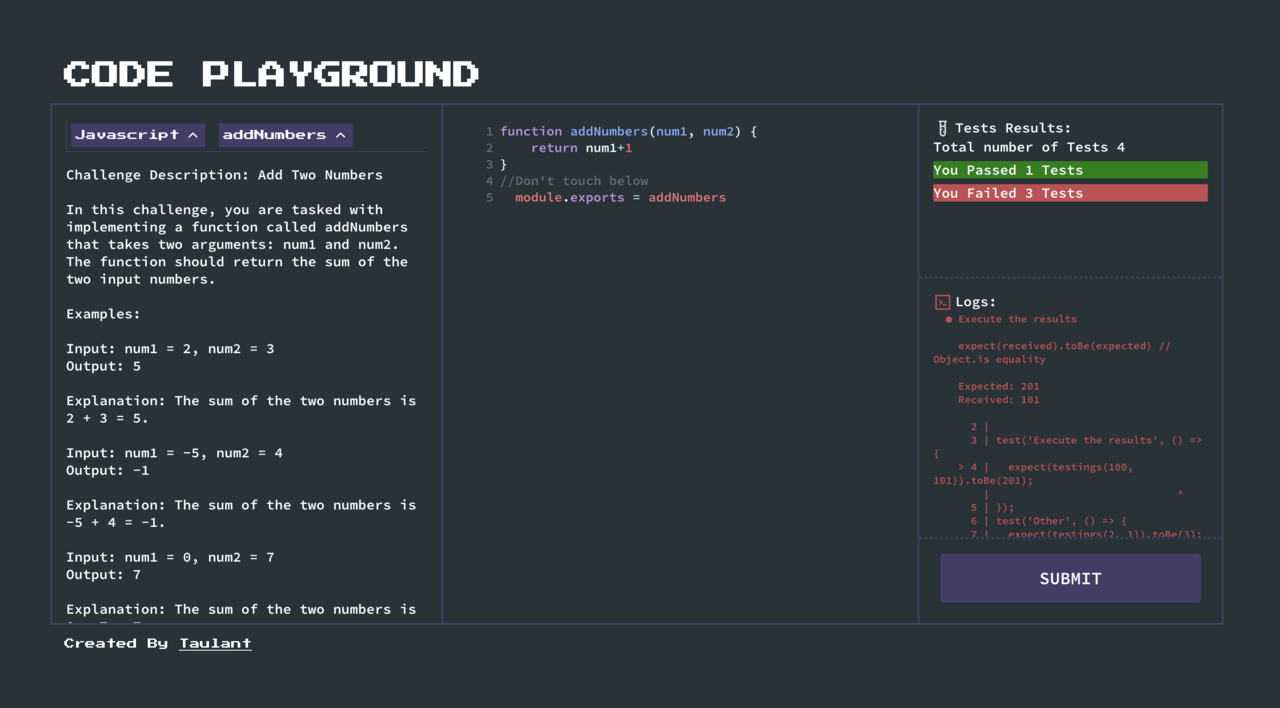 CODE PLAYGROUND
Javascript ^
addNumbers ^
Challenge Description: Add Two Numbers
In this challenge, you are tasked with
implementing a function called addNumbers
that takes two arguments: num1 and num2.
The function should return the sum of the
two input numbers.
Examples:
Input: num1 = 2, num2 = 3
Output: 5
Explanation: The sum of the two numbers is
2 + 3 = 5.
Input: num1 = -5, num2 = 4
Output: -1
Explanation: The sum of the two numbers is
-5 + 4 = -1.
Input: num1 = 0, num2 = 7
Output: 7
Explanation: The sum of the two numbers is
1 function addNumbers(num1, num2) {
2     return num1+1
3 }
4 //Don't touch below
5   module.exports = addNumbers
Tests Results:
Total number of Tests 4
You Passed 1 Tests
You Failed 3 Tests
Logs:
● Execute the results
expect(received).toBe(expected) //
Object.is equality
Expected: 201
Received: 101
2 |
3 | test('Execute the results', () =>
{
> 4 |   expect(testings(100,
101)).toBe(201);
|                              ^
5 | });
6 | test('Other', () => {
7 |   expect(testings(2, 1)).toBe(3);
SUBMIT
Created By Taulant